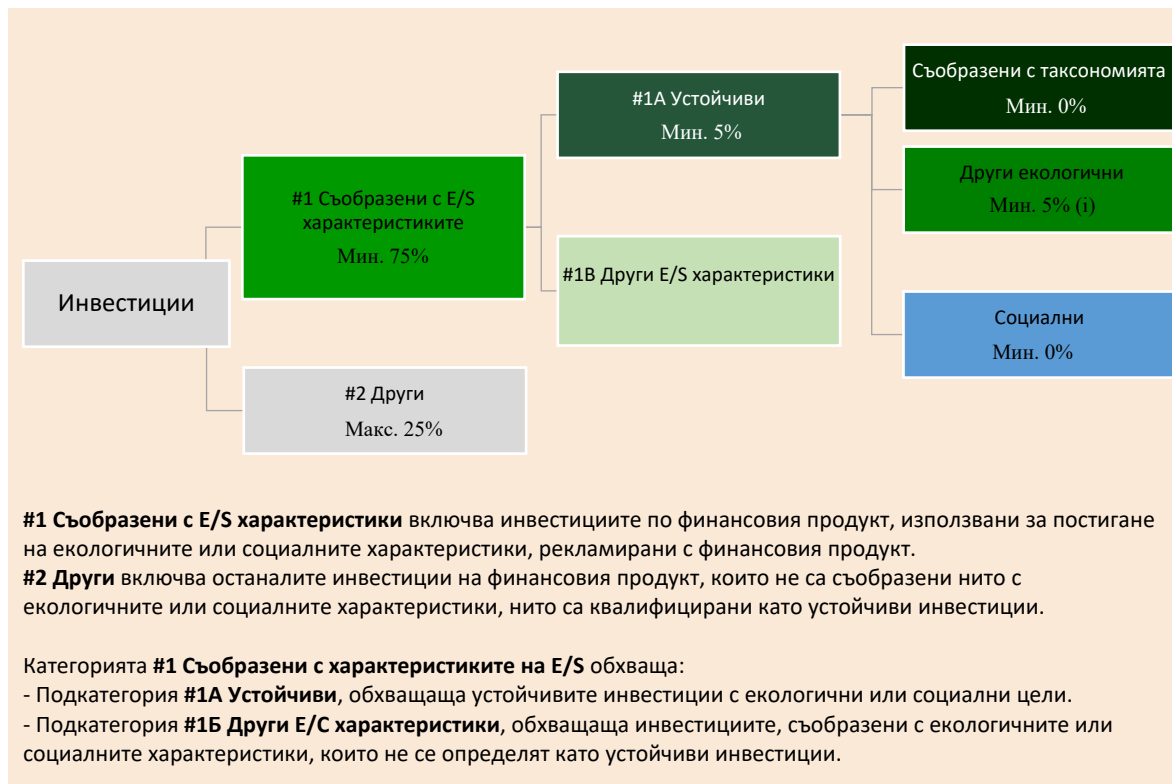 Съобразени с таксономията
Мин. 0%
#1A Устойчиви
Мин. 5%
Други екологични
Мин. 5% (i)
#1 Съобразени с E/S
характеристиките
Мин. 75%
#1B Други E/S характеристики
Инвестиции
Социални
Мин. 0%
#2 Други
Макс. 25%
#1 Съобразени с E/S характеристики включва инвестициите по финансовия продукт, използвани за постигане
на екологичните или социалните характеристики, рекламирани с финансовия продукт.
#2 Други включва останалите инвестиции на финансовия продукт, които не са съобразени нито с
екологичните или социалните характеристики, нито са квалифицирани като устойчиви инвестиции.
Категорията #1 Съобразени с характеристиките на E/S обхваща:
- Подкатегория #1А Устойчиви, обхващаща устойчивите инвестиции с екологични или социални цели.
- Подкатегория #1Б Други Е/С характеристики, обхващаща инвестициите, съобразени с екологичните или
социалните характеристики, които не се определят като устойчиви инвестиции.